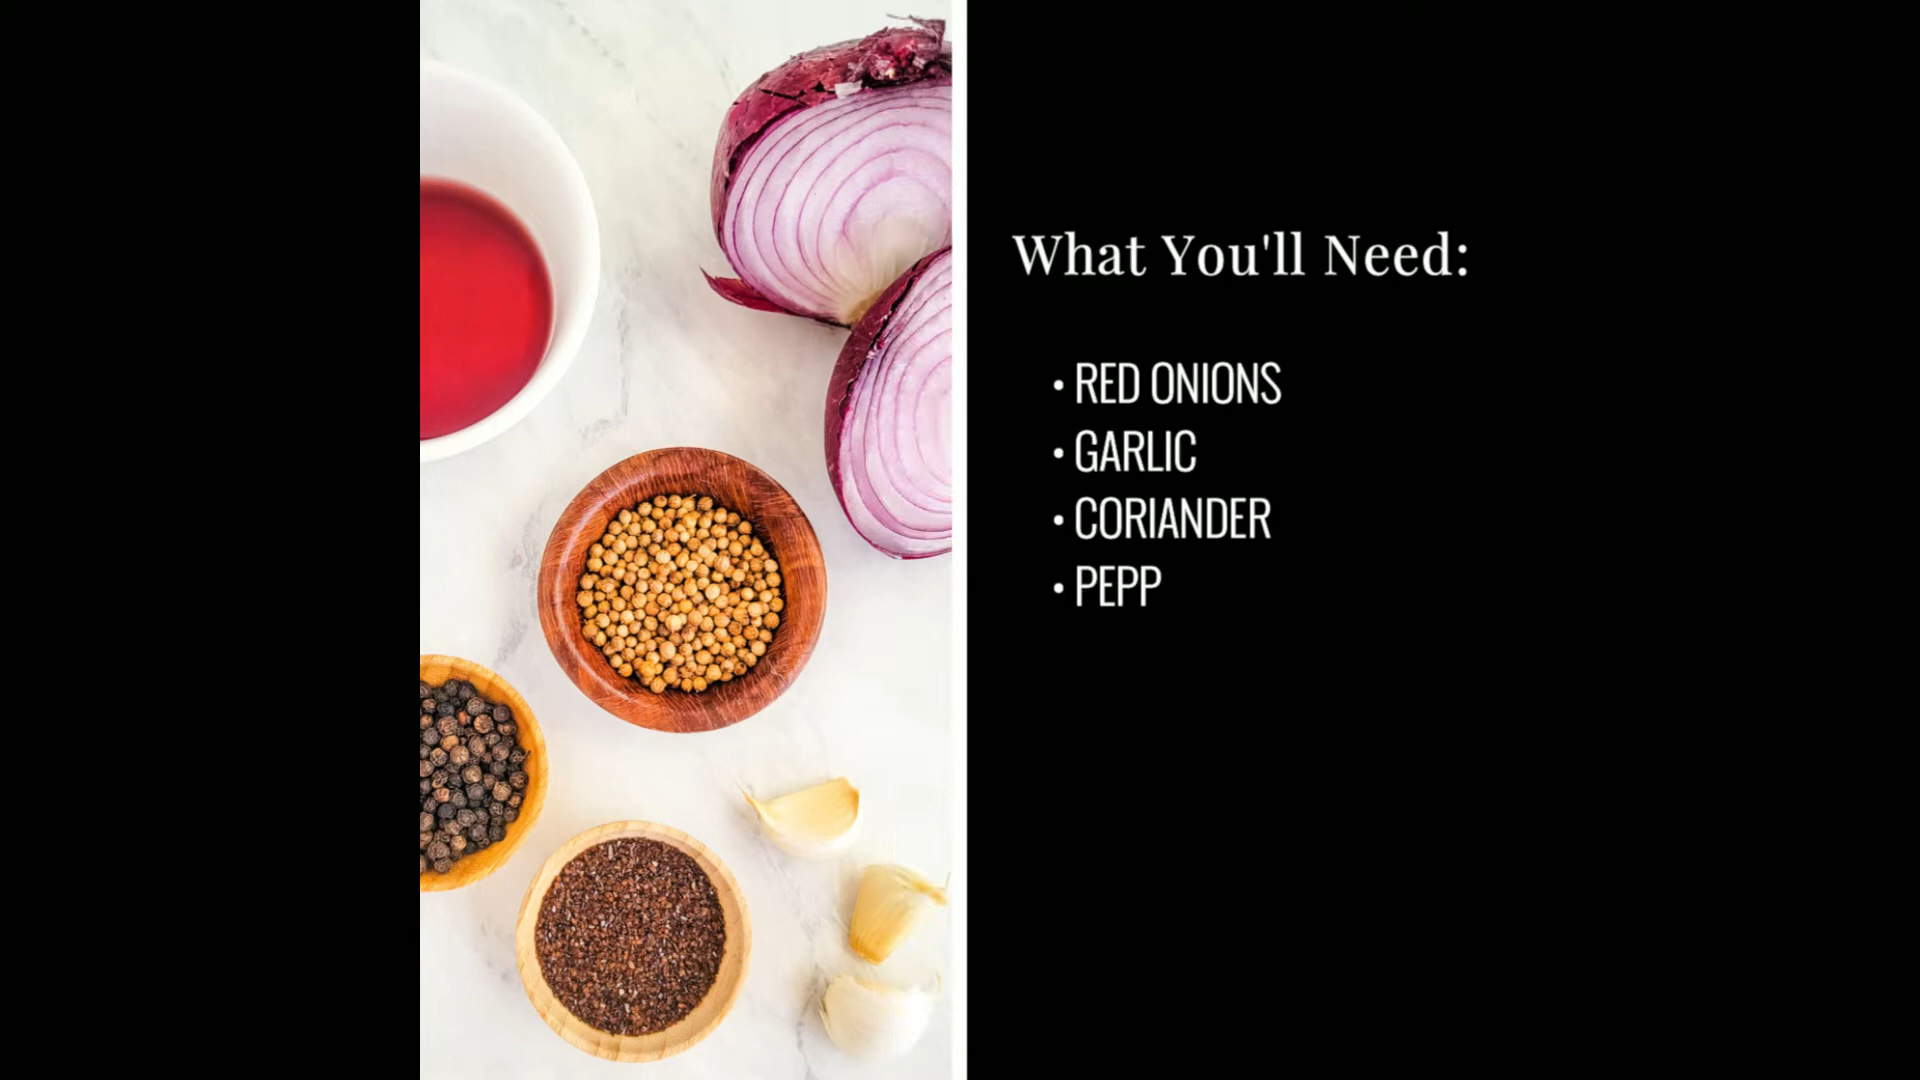 What You'll Need:
• RED ONIONS
• GARLIC
• CORIANDER
• PEPP